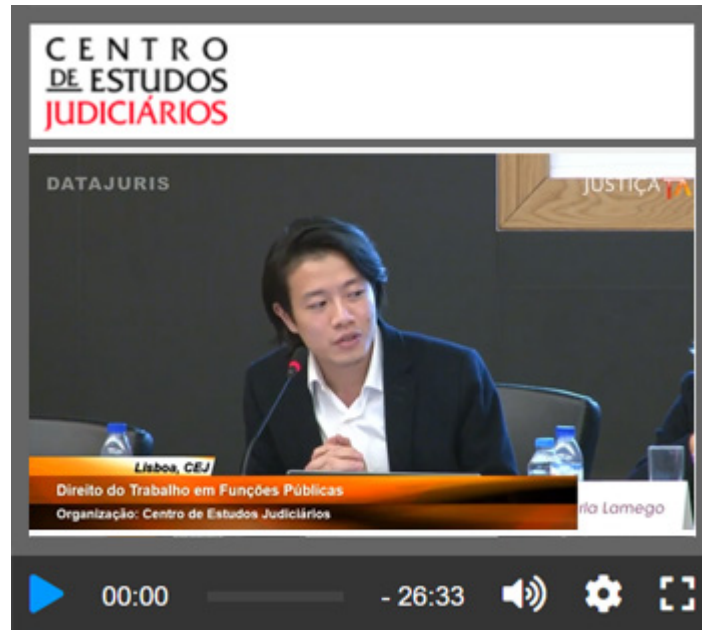 CENTRO
DE ESTUDOS
JUDICIÁRIOS
DATAJURIS
JUSTIÇA TV
Lisboa, CEJ
Direito do Trabalho em Funções Públicas
Organização: Centro de Estudos Judiciários
rla Lamego
00:00
- 26:33